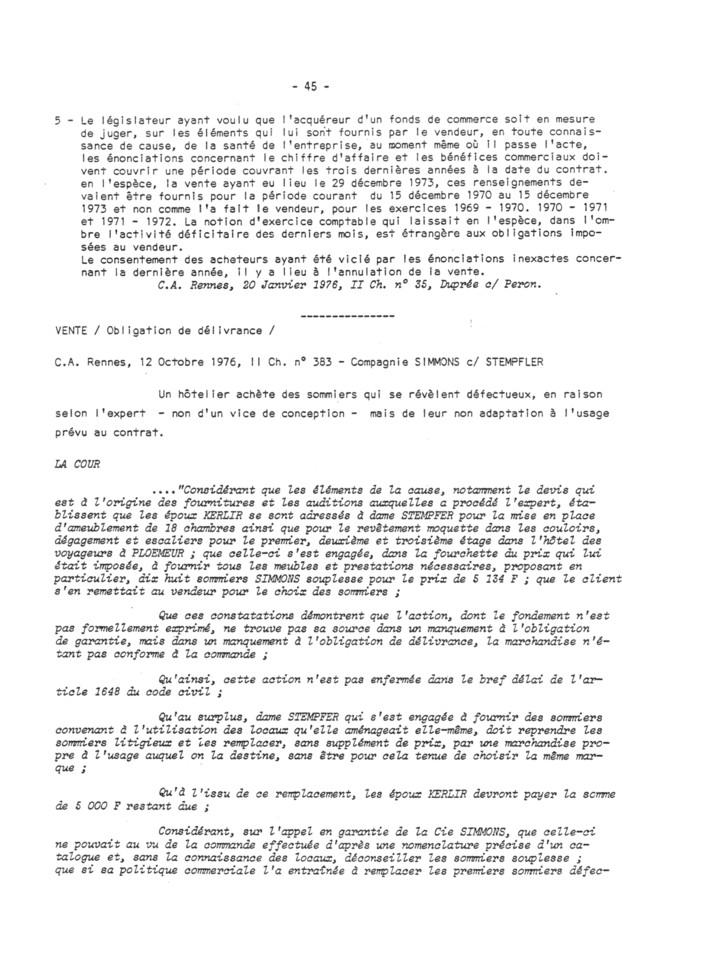 - 45 -
5 - Le législateur ayant voulu que l'acquéreur d'un fonds de commerce soit en mesure
de juger, sur les éléments qui lui sont fournis par le vendeur, en toute connais-
sance de cause, de la santé de l'entreprise, au moment même où il passe l'acte,
les énonciations concernant le chiffre d'affaire et les bénéfices commerciaux doi-
vent couvrir une période couvrant les trois dernières années à la date du contrat.
en l'espèce, la vente ayant eu lieu le 29 décembre 1973, ces renseignements de-
vaient être fournis pour la période courant du 15 décembre 1970 au 15 décembre
1973 et non comme l'a fait le vendeur, pour les exercices 1969 - 1970. 1970 - 1971
et 1971 - 1972. La notion d'exercice comptable qui laissait en l'espèce, dans l'om-
bre l'activité déficitaire des derniers mois, est étrangère aux obligations impo-
sées au vendeur.
Le consentement des acheteurs ayant été vicié par les énonciations inexactes concer-
nant la dernière année, il y a lieu à l'annulation de la vente.
C.A. Rennes, 20 Janvier 1976, II Ch. n° 35, Duprée c/ Peron.
---------------
VENTE / Obligation de délivrance /
C.A. Rennes, 12 Octobre 1976, II Ch. n° 383 - Compagnie SIMMONS c/ STEMPFLER
Un hôtelier achète des sommiers qui se révèlent défectueux, en raison
selon l'expert - non d'un vice de conception - mais de leur non adaptation à l'usage
prévu au contrat.
LA COUR
...."Considérant que les éléments de la cause, notamment le devis qui
est à l'origine des fournitures et les auditions auxquelles a procédé l'expert, éta-
blissent que les époux KERLIR se sont adressés à dame STEMPFER pour la mise en place
d'ameublement de 18 chambres ainsi que pour le revêtement moquette dans les couloirs,
dégagement et escaliers pour le premier, deuxième et troisième étage dans l'hôtel des
voyageurs à PLOEMEUR ; que celle-ci s'est engagée, dans la fourchette du prix qui lui
était imposée, à fournir tous les meubles et prestations nécessaires, proposant en
particulier, dix huit sommiers SIMMONS souplesse pour le prix de 5 134 F ; que le client
s'en remettait au vendeur pour le choix des sommiers ;
Que ces constatations démontrent que l'action, dont le fondement n'est
pas formellement exprimé, ne trouve pas sa source dans un manquement à l'obligation
de garantie, mais dans un manquement à l'obligation de délivrance, la marchandise n'é-
tant pas conforme à la commande ;
Qu'ainsi, cette action n'est pas enfermée dans le bref délai de l'ar-
ticle 1648 du code civil ;
Qu'au surplus, dame STEMPFER qui s'est engagée à fournir des sommiers
convenant à l'utilisation des locaux qu'elle aménageait elle-même, doit reprendre les
sommiers litigieux et les remplacer, sans supplément de prix, par une marchandise pro-
pre à l'usage auquel on la destine, sans être pour cela tenue de choisir la même mar-
que ;
Qu'à l'issu de ce remplacement, les époux KERLIR devront payer la somme
de 5 000 F restant due ;
Considérant, sur l'appel en garantie de la Cie SIMMONS, que celle-ci
ne pouvait au vu de la commande effectuée d'après une nomenclature précise d'un ca-
talogue et, sans la connaissance des locaux, déconseiller les sommiers souplesse ;
que si sa politique commerciale l'a entraînée à remplacer les premiers sommiers défec-